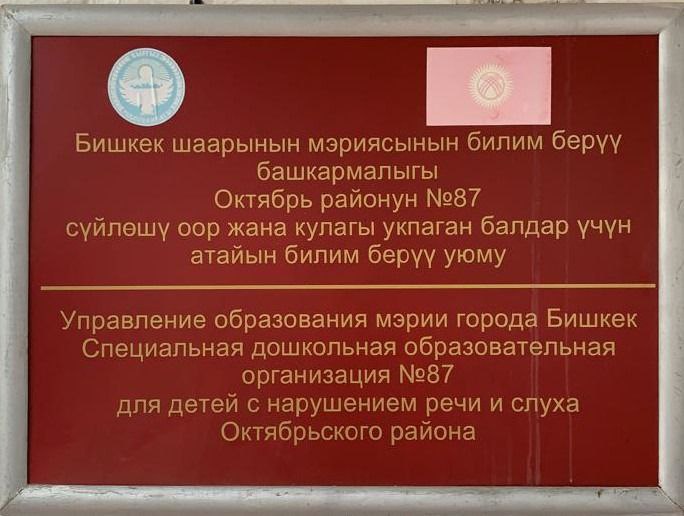 Бишкек шаарынын мэриясынын билим берүү
башкармалыгы
Октябрь районун №87
сүйлөшү оор жана кулагы укпаган балдар үчүн
атайын билим берүү уюму
Управление образования мэрии города Бишкек
Специальная дошкольная образовательная
организация №87
для детей с нарушением речи и слуха
Октябрьского района